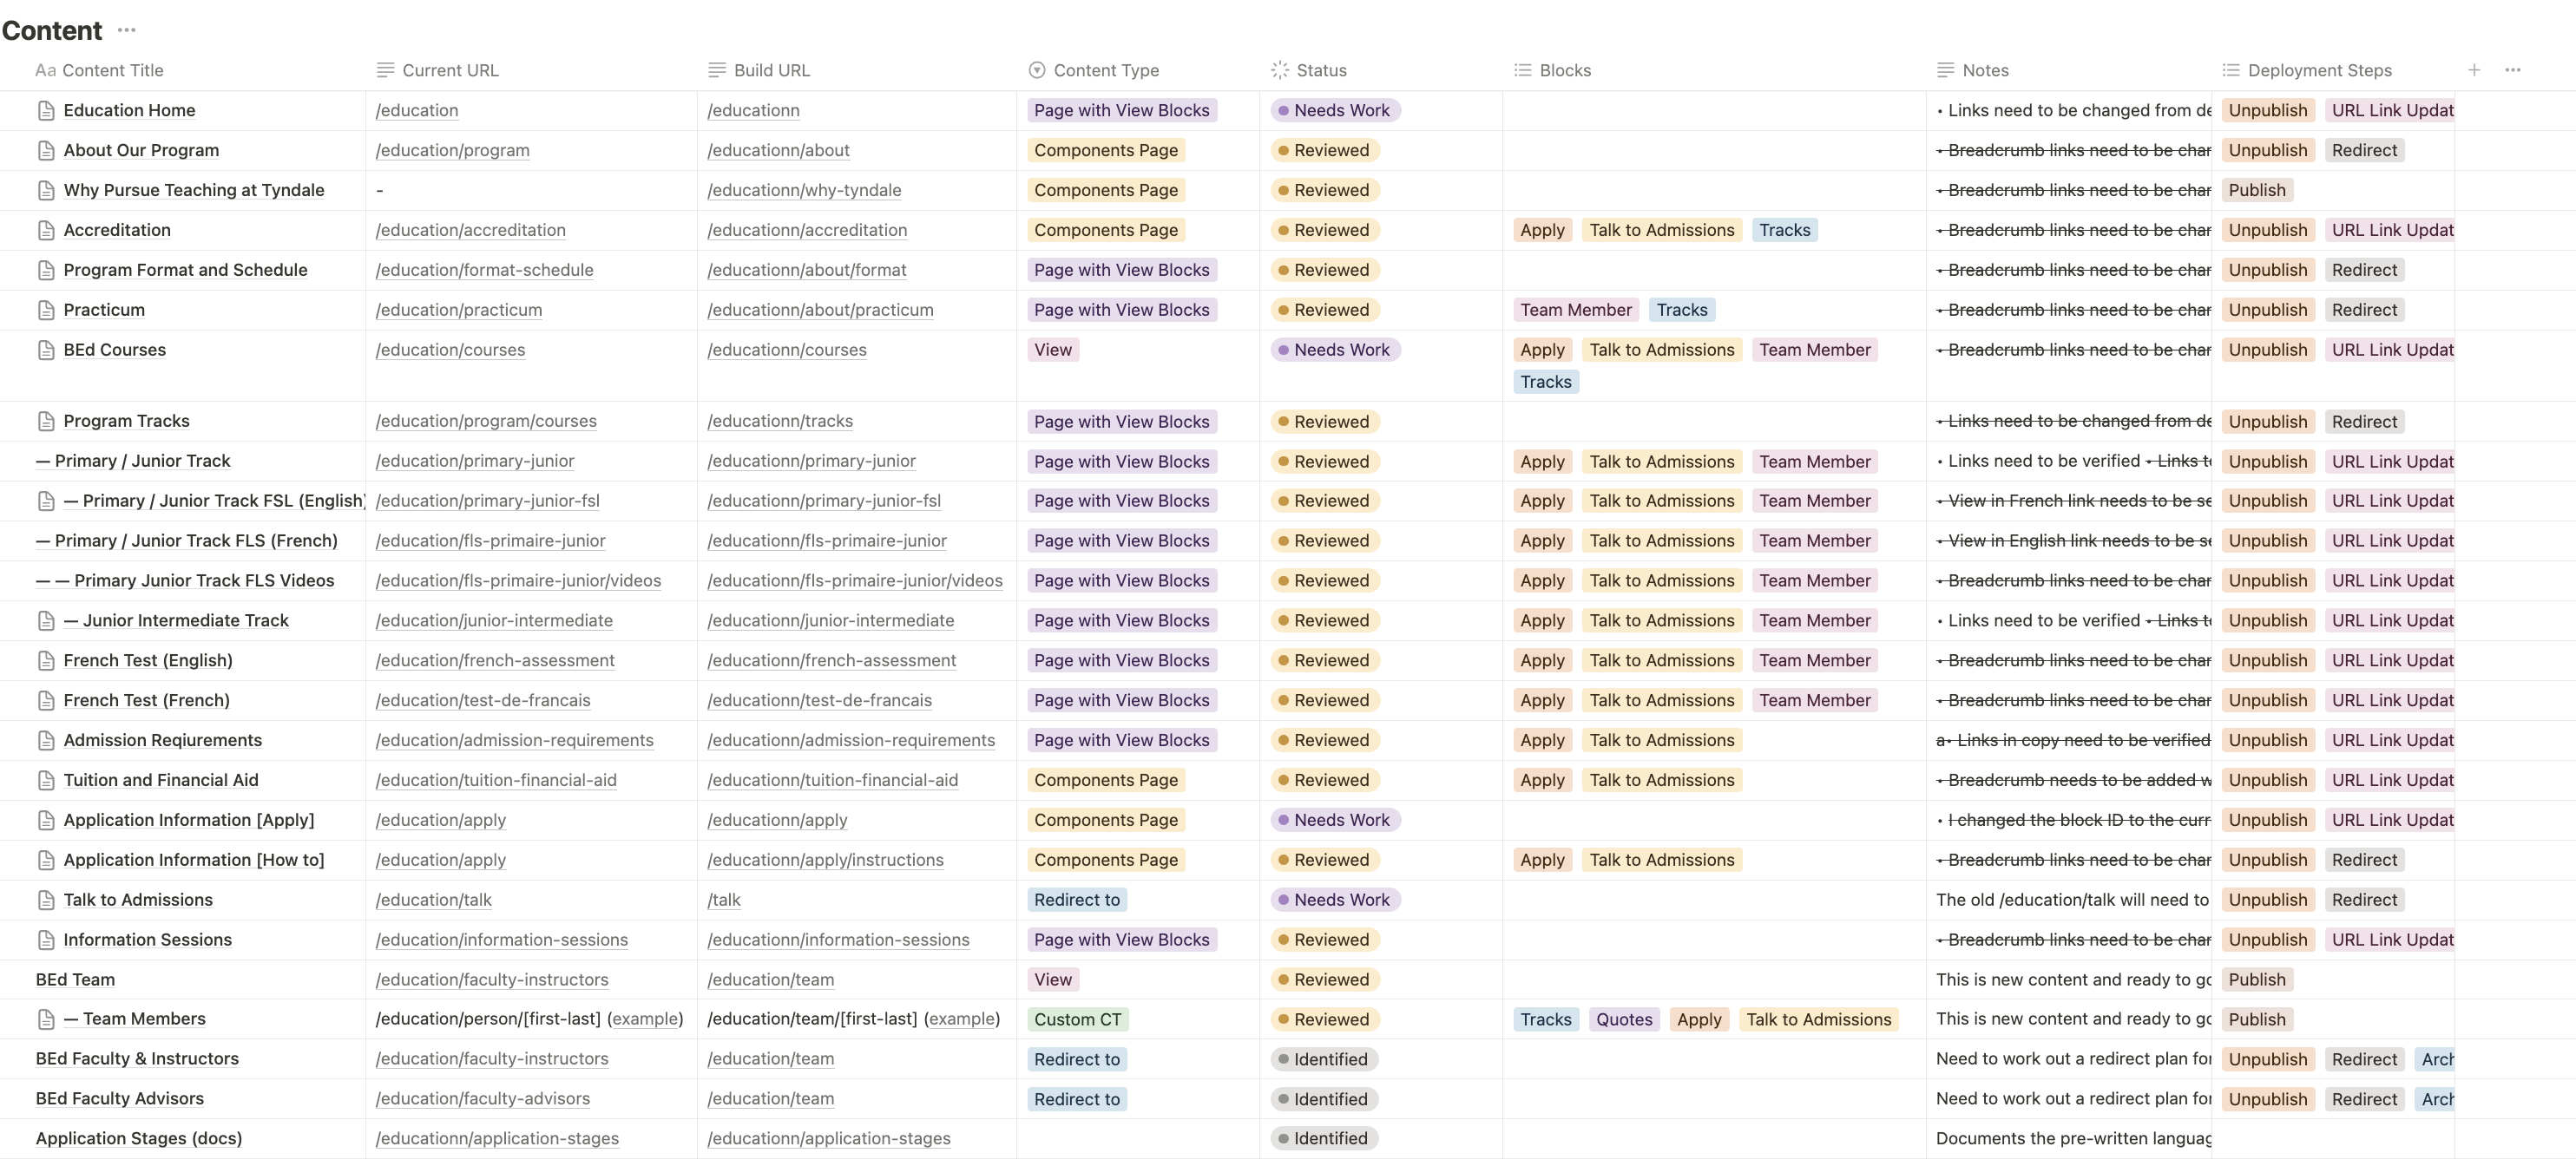 Content
Aa Content Title Current URL Build URL Content Type Status Blocks Notes Deployment Steps
Education Home /education /educationn Page with View Blocks Needs Work • Links need to be changed from de Unpublish URL Link Updat
About Our Program /education/program /educationn/about Components Page Reviewed • Breadcrumb links need to be char Unpublish Redirect
Why Pursue Teaching at Tyndale - /educationn/why-tyndale Components Page Reviewed • Breadcrumb links need to be char Publish
Accreditation /education/accreditation /educationn/accreditation Components Page Reviewed Apply Talk to Admissions Tracks • Breadcrumb links need to be char Unpublish URL Link Updat
Program Format and Schedule /education/format-schedule /educationn/about/format Page with View Blocks Reviewed • Breadcrumb links need to be char Unpublish Redirect
Practicum /education/practicum /educationn/about/practicum Page with View Blocks Reviewed Team Member Tracks • Breadcrumb links need to be char Unpublish Redirect
BEd Courses /education/courses /educationn/courses View Needs Work Apply Talk to Admissions Team Member • Breadcrumb links need to be char Unpublish URL Link Updat
Tracks
Program Tracks /education/program/courses /educationn/tracks Page with View Blocks Reviewed • Links need to be changed from de Unpublish Redirect
— Primary / Junior Track /education/primary-junior /educationn/primary-junior Page with View Blocks Reviewed Apply Talk to Admissions Team Member • Links need to be verified • Links t Unpublish URL Link Updat
— Primary / Junior Track FSL (English) /education/primary-junior-fsl /educationn/primary-junior-fsl Page with View Blocks Reviewed Apply Talk to Admissions Team Member • View in French link needs to be se Unpublish URL Link Updat
— Primary / Junior Track FLS (French) /education/fls-primaire-junior /educationn/fls-primaire-junior Page with View Blocks Reviewed Apply Talk to Admissions Team Member • View in English link needs to be se Unpublish URL Link Updat
— — Primary Junior Track FLS Videos /education/fls-primaire-junior/videos /educationn/fls-primaire-junior/videos Page with View Blocks Reviewed Apply Talk to Admissions Team Member • Breadcrumb links need to be char Unpublish URL Link Updat
— Junior Intermediate Track /education/junior-intermediate /educationn/junior-intermediate Page with View Blocks Reviewed Apply Talk to Admissions Team Member • Links need to be verified • Links t Unpublish URL Link Updat
French Test (English) /education/french-assessment /educationn/french-assessment Page with View Blocks Reviewed Apply Talk to Admissions Team Member • Breadcrumb links need to be char Unpublish URL Link Updat
French Test (French) /education/test-de-francais /educationn/test-de-francais Page with View Blocks Reviewed Apply Talk to Admissions Team Member • Breadcrumb links need to be char Unpublish URL Link Updat
Admission Reqiurements /education/admission-requirements /educationn/admission-requirements Page with View Blocks Reviewed Apply Talk to Admissions a• Links in copy need to be verified Unpublish URL Link Updat
Tuition and Financial Aid /education/tuition-financial-aid /educationn/tuition-financial-aid Components Page Reviewed Apply Talk to Admissions • Breadcrumb needs to be added w Unpublish URL Link Updat
Application Information [Apply] /education/apply /educationn/apply Components Page Needs Work • I changed the block ID to the curr Unpublish URL Link Updat
Application Information [How to] /education/apply /educationn/apply/instructions Components Page Reviewed Apply Talk to Admissions • Breadcrumb links need to be char Unpublish Redirect
Talk to Admissions /education/talk /talk Redirect to Needs Work The old /education/talk will need to Unpublish Redirect
Information Sessions /education/information-sessions /educationn/information-sessions Page with View Blocks Reviewed • Breadcrumb links need to be char Unpublish URL Link Updat
BEd Team /education/faculty-instructors /education/team View Reviewed This is new content and ready to go Publish
— Team Members /education/person/[first-last] (example) /education/team/[first-last] (example) Custom CT Reviewed Tracks Quotes Apply Talk to Admissions This is new content and ready to go Publish
BEd Faculty & Instructors /education/faculty-instructors /education/team Redirect to Identified Need to work out a redirect plan for Unpublish Redirect Arch
BEd Faculty Advisors /education/faculty-advisors /education/team Redirect to Identified Need to work out a redirect plan for Unpublish Redirect Arch
Application Stages (docs) /educationn/application-stages /educationn/application-stages Identified Documents the pre-written languag